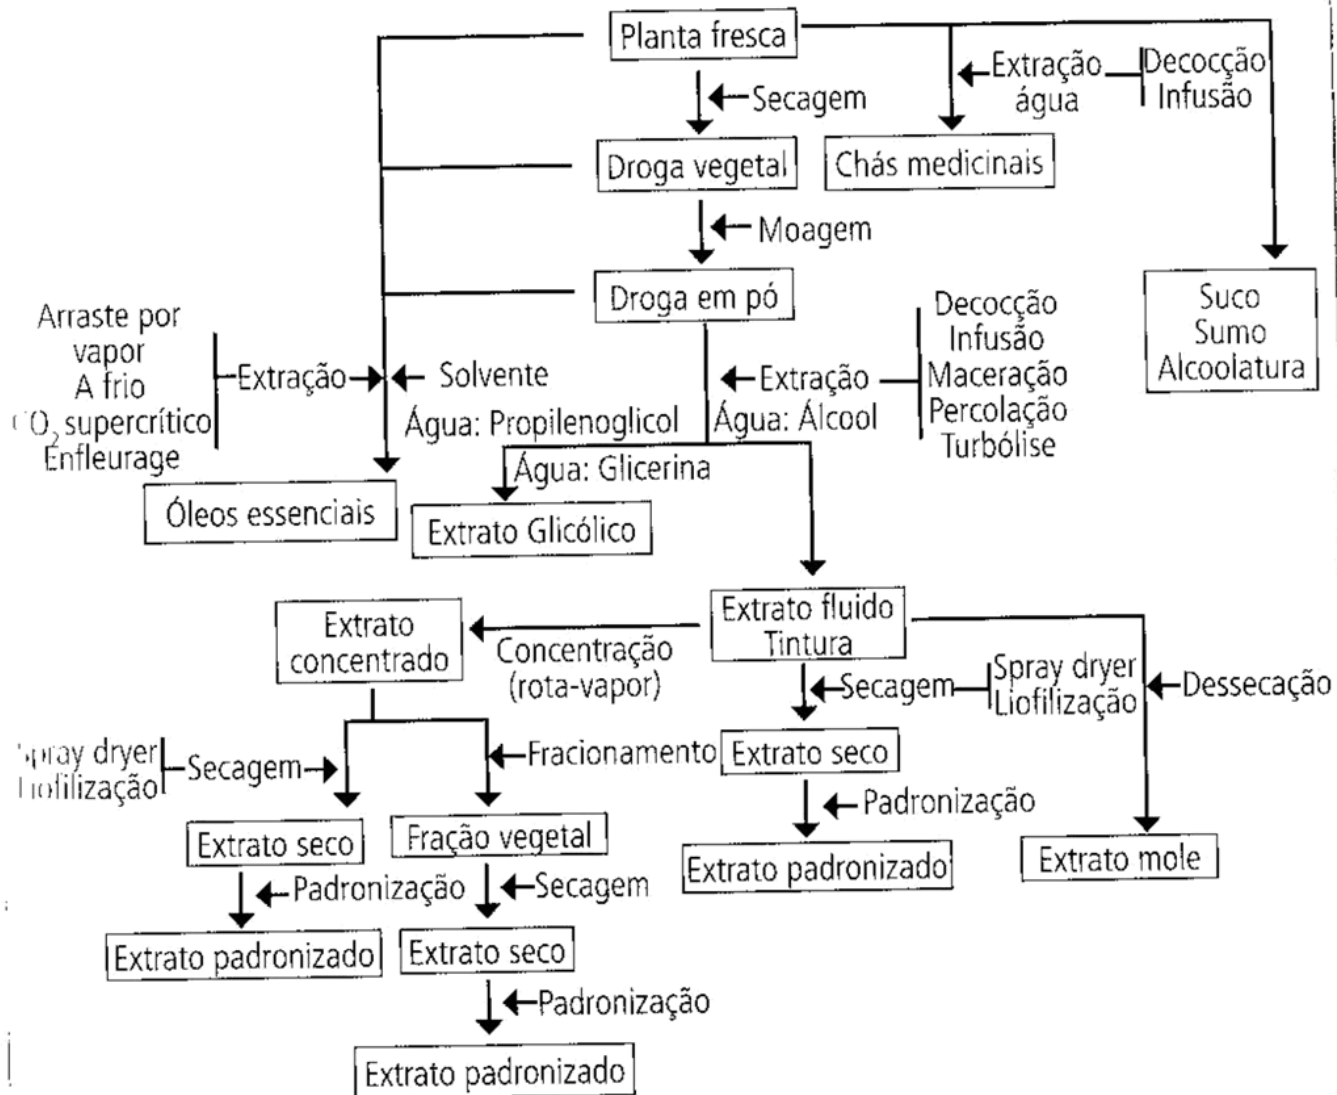 Planta fresca
Secagem
Extração
água
Decocção
Infusão
Droga vegetal
Chás medicinais
Moagem
Droga em pó
Suco
Sumo
Alcoolatura
Arraste por
vapor
A frio
CO₂ supercrítico
Enfleurage
Extração
Solvente
Extração
Decocção
Infusão
Maceração
Percolação
Turbólise
Água: Propilenoglicol
Água: Álcool
Água: Glicerina
Óleos essenciais
Extrato Glicólico
Extrato
concentrado
Concentração
(rota-vapor)
Extrato fluido
Tintura
Secagem
Spray dryer
Liofilização
Dessecação
Spray dryer
Liofilização
Secagem
Fracionamento
Extrato seco
Padronização
Extrato seco
Fração vegetal
Extrato padronizado
Extrato mole
Padronização
Secagem
Extrato padronizado
Extrato seco
Padronização
Extrato padronizado